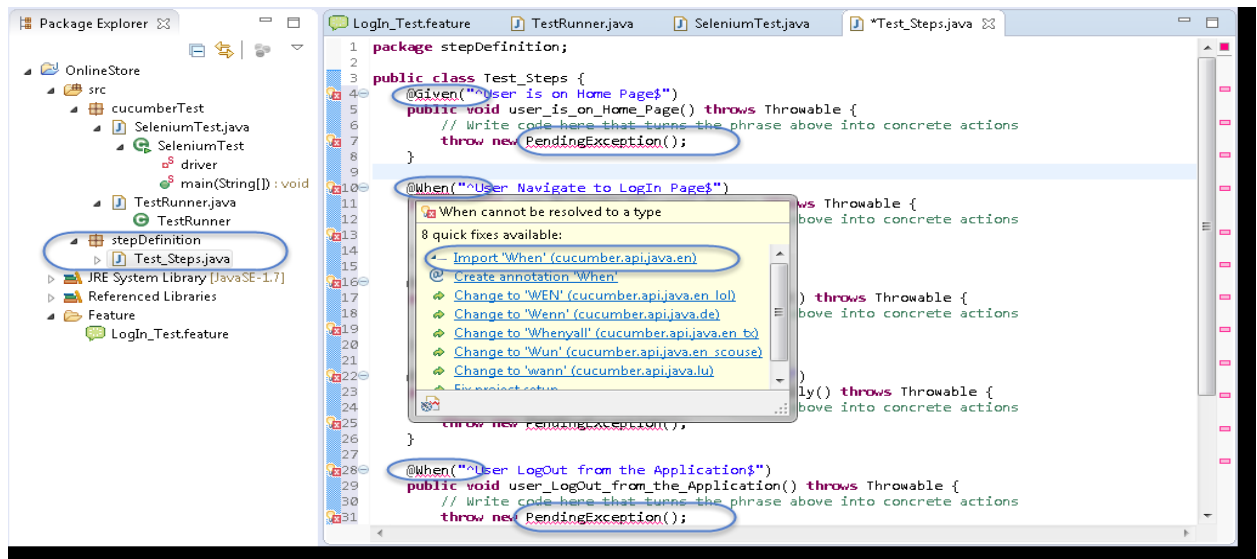 Package Explorer
OnlineStore
src
cucumberTest
SeleniumTest.java
SeleniumTest
driver
main(String[]) : void
TestRunner.java
TestRunner
stepDefinition
Test_Steps.java
JRE System Library [JavaSE-1.7]
Referenced Libraries
Feature
LogIn_Test.feature
LogIn_Test.feature TestRunner.java SeleniumTest.java *Test_Steps.java
1 package stepDefinition;
2
3 public class Test_Steps {
4 @Given("^User is on Home Page$")
5 public void user_is_on_Home_Page() throws Throwable {
6 // Write code here that turns the phrase above into concrete actions
7 throw new PendingException();
8 }
9
10 @When("^User Navigate to LogIn Page$")
11 ws Throwable {
12 bove into concrete actions
13
14
15
16
17 ) throws Throwable {
18 bove into concrete actions
19
20
21
22 )
23 ly() throws Throwable {
24 bove into concrete actions
25 throw new PendingException();
26 }
27
28 @When("^User LogOut from the Application$")
29 public void user_LogOut_from_the_Application() throws Throwable {
30 // Write code here that turns the phrase above into concrete actions
31 throw new PendingException();
When cannot be resolved to a type
8 quick fixes available:
Import 'When' (cucumber.api.java.en)
Create annotation 'When'
Change to 'WEN' (cucumber.api.java.en_lol)
Change to 'Wenn' (cucumber.api.java.de)
Change to 'Whenyall' (cucumber.api.java.en_tx)
Change to 'Wun' (cucumber.api.java.en_scouse)
Change to 'wann' (cucumber.api.java.lu)
Fix project setup